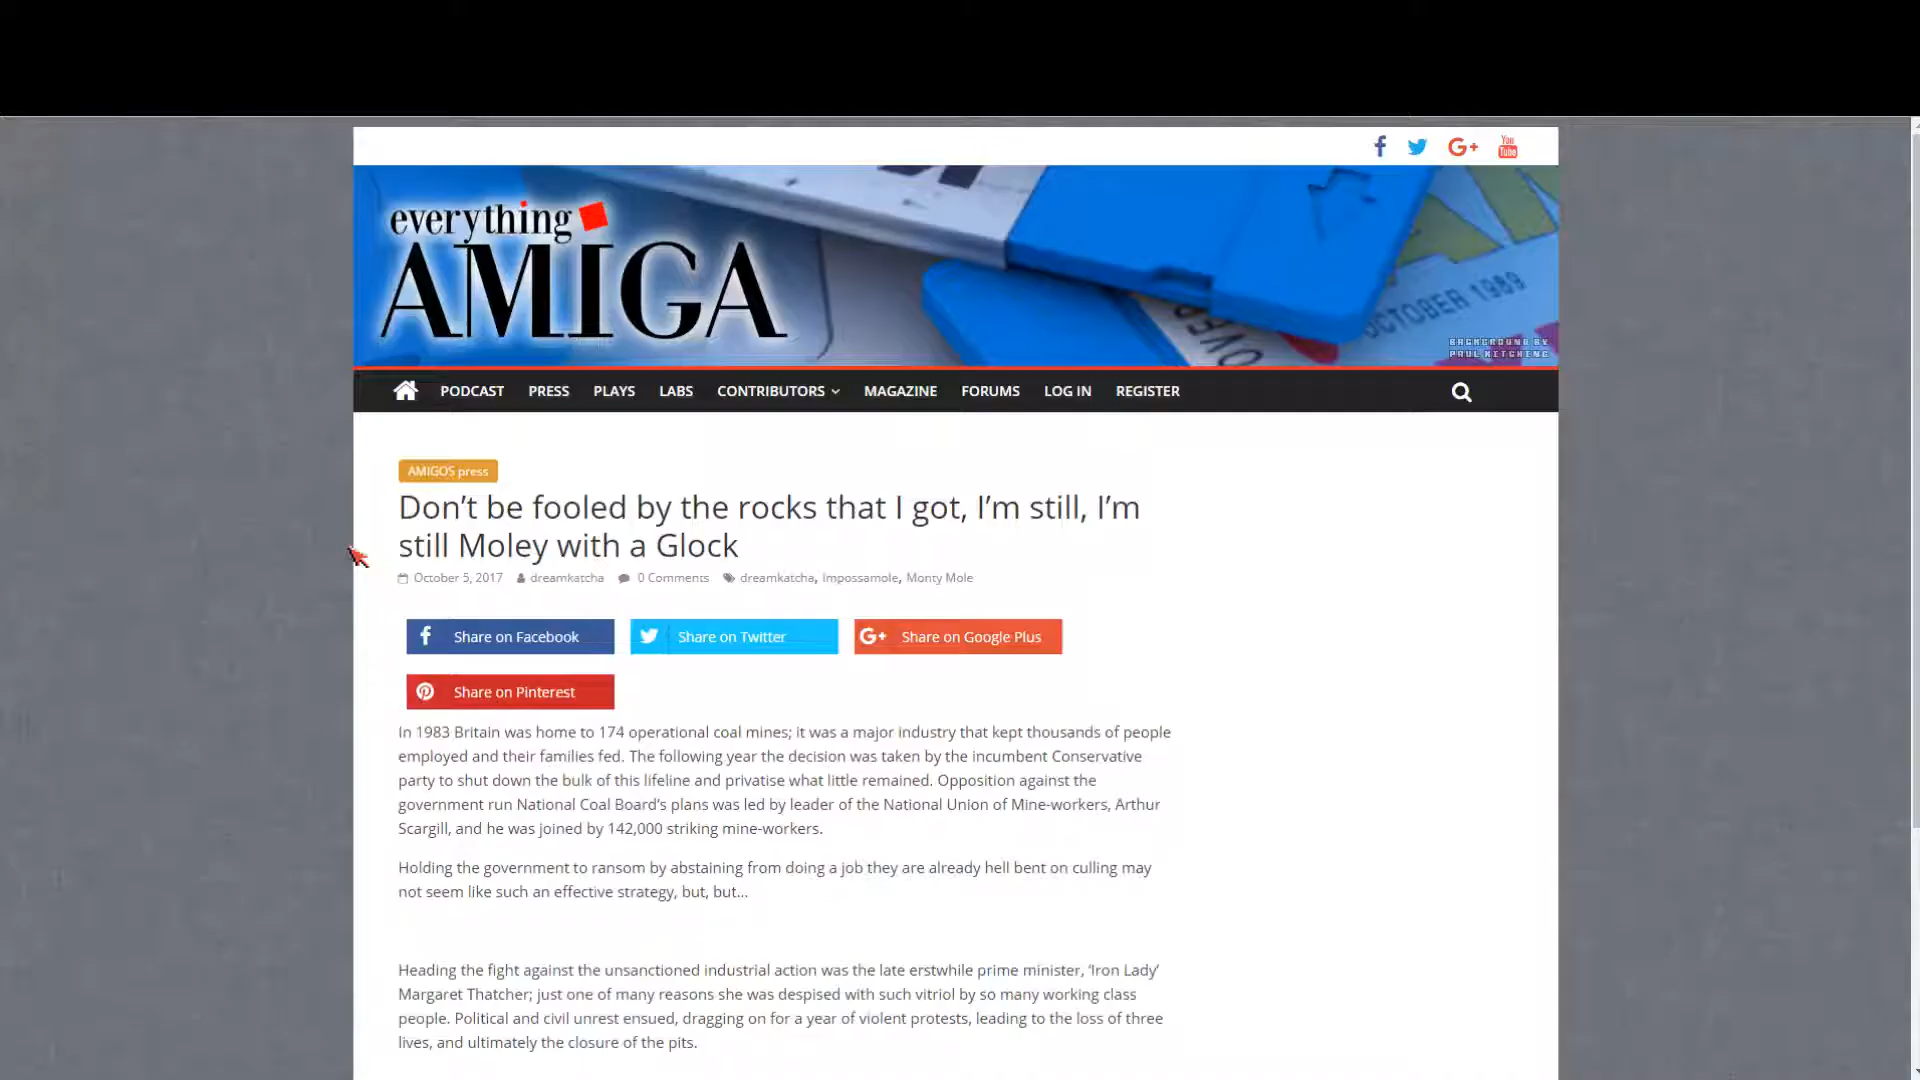 You
Tube
everything
AMIGA
OCTOBER 1989
BACKGROUND BY
PAUL KITCHING
PODCAST PRESS PLAYS LABS CONTRIBUTORS MAGAZINE FORUMS LOG IN REGISTER
AMIGOS press
Don’t be fooled by the rocks that I got, I’m still, I’m
still Moley with a Glock
October 5, 2017 dreamkatcha 0 Comments dreamkatcha, Impossamole, Monty Mole
Share on Facebook Share on Twitter G+ Share on Google Plus
Share on Pinterest
In 1983 Britain was home to 174 operational coal mines; it was a major industry that kept thousands of people
employed and their families fed. The following year the decision was taken by the incumbent Conservative
party to shut down the bulk of this lifeline and privatise what little remained. Opposition against the
government run National Coal Board’s plans was led by leader of the National Union of Mine-workers, Arthur
Scargill, and he was joined by 142,000 striking mine-workers.
Holding the government to ransom by abstaining from doing a job they are already hell bent on culling may
not seem like such an effective strategy, but, but…
Heading the fight against the unsanctioned industrial action was the late erstwhile prime minister, ‘Iron Lady’
Margaret Thatcher; just one of many reasons she was despised with such vitriol by so many working class
people. Political and civil unrest ensued, dragging on for a year of violent protests, leading to the loss of three
lives, and ultimately the closure of the pits.